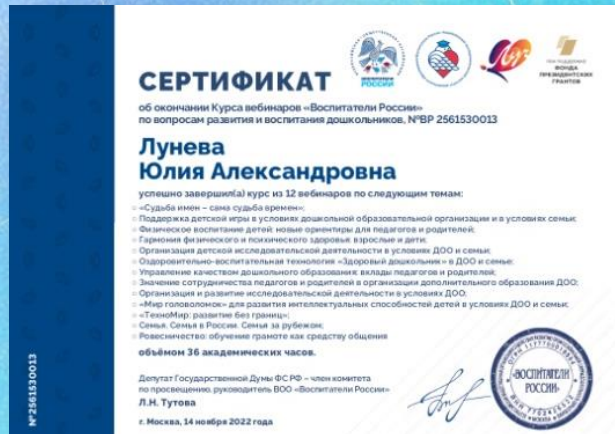 СЕРТИФИКАТ
ВОСПИТАТЕЛИ
РОССИИ
ПРИ ПОДДЕРЖКЕ
ФОНДА
ПРЕЗИДЕНТСКИХ
ГРАНТОВ
об окончании Курса вебинаров «Воспитатели России»
по вопросам развития и воспитания дошкольников, №ВР 2561530013
Лунева
Юлия Александровна
успешно завершил(а) курс из 12 вебинаров по следующим темам:
«Судьба имен – сама судьба времен»;
Поддержка детской игры в условиях дошкольной образовательной организации и в условиях семьи;
Физическое воспитание детей: новые ориентиры для педагогов и родителей;
Гармония физического и психического здоровья: взрослые и дети;
Организация детской исследовательской деятельности в условиях ДОО и семьи;
Оздоровительно-воспитательная технология «Здоровый дошкольник» в ДОО и семье;
Управление качеством дошкольного образования: вклады педагогов и родителей;
Значение сотрудничества педагогов и родителей в организации дополнительного образования ДОО;
Организация и развитие исследовательской деятельности в условиях ДОО;
«Мир головоломок» для развития интеллектуальных способностей детей в условиях ДОО и семьи;
«ТехноМир: развитие без границ»;
Семья. Семья в России. Семья за рубежом;
Ровесничество: обучение грамоте как средству общения
объёмом 36 академических часов.
Депутат Государственной Думы ФС РФ – член комитета
по просвещению, руководитель ВОО «Воспитатели России»
Л.Н. Тутова
г. Москва, 14 ноября 2022 года
«ВОСПИТАТЕЛИ
РОССИИ»
№2561530013